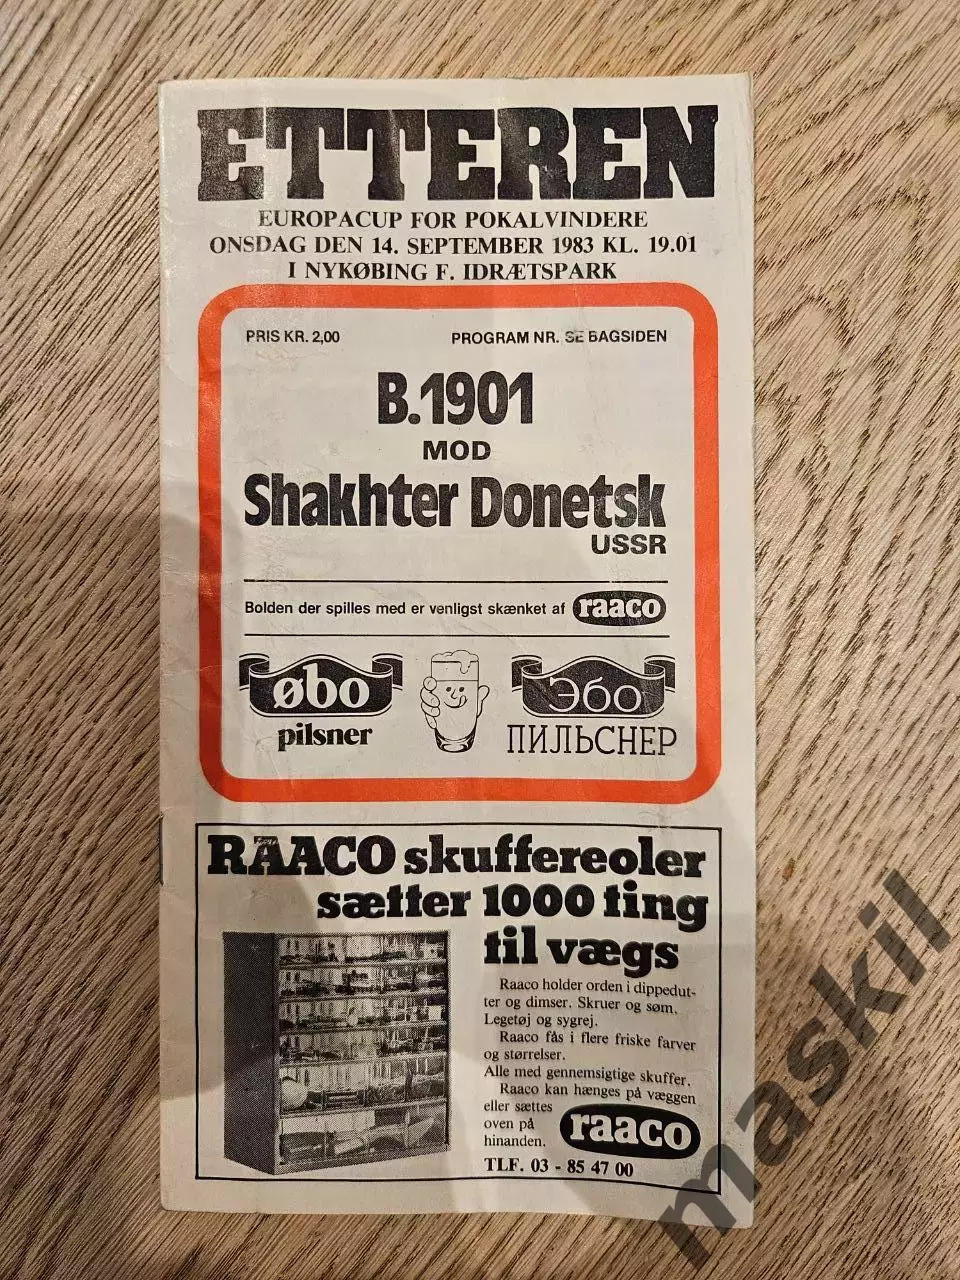 ETTEREN
EUROPACUP FOR POKALVINDERE
ONSDAG DEN 14. SEPTEMBER 1983 KL. 19.01
I NYKØBING F. IDRÆTSPARK
PRIS KR. 2,00 PROGRAM NR. SE BAGSIDEN
B.1901
MOD
Shakhter Donetsk
USSR
Bolden der spilles med er venligst skænket af raaco
øbo
pilsner
Эбо
ПИЛЬСНЕР
RAACO skuffereoler
sætter 1000 ting
til vægs
Raaco holder orden i dippedut-
ter og dimser. Skruer og søm.
Legetøj og sygrej.
Raaco fås i flere friske farver
og størrelser.
Alle med gennemsigtige skuffer.
Raaco kan hænges på væggen
eller sættes
oven på
hinanden.
raaco
TLF. 03 - 85 47 00
maskil